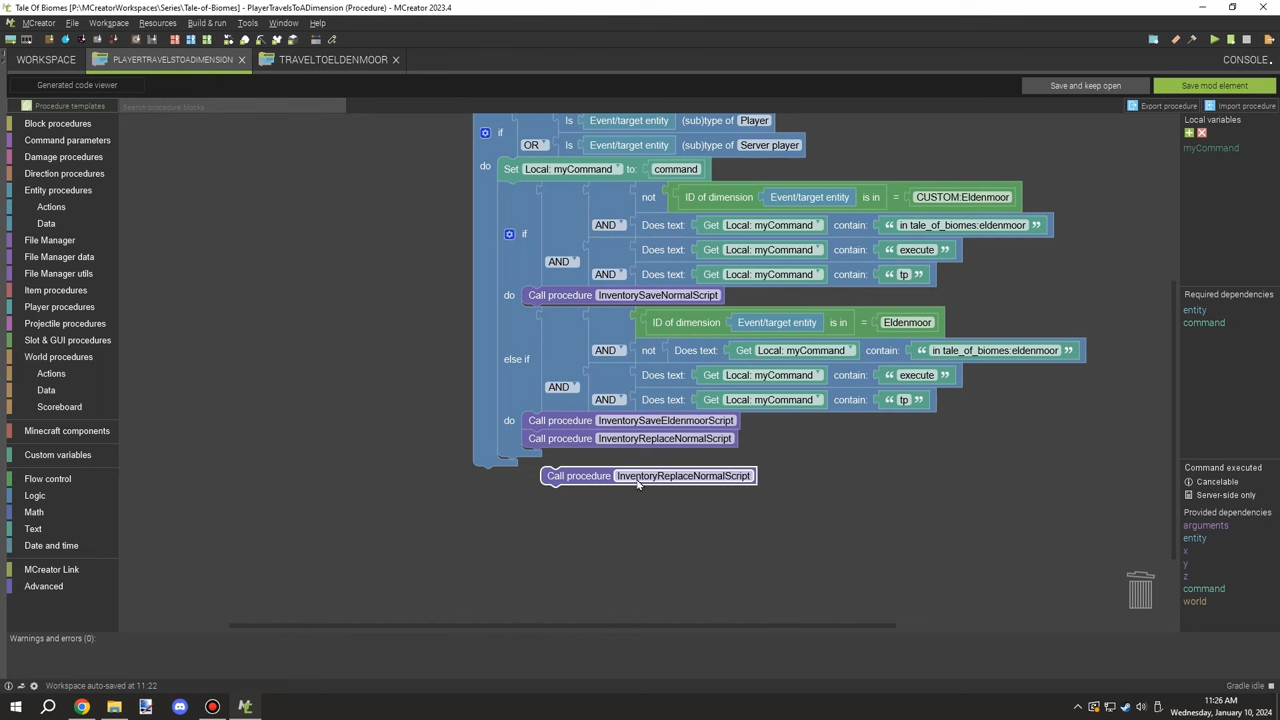 Tale Of Biomes [P:\MCreatorWorkspaces\Series\Tale-of-Biomes] - PlayerTravelsToADimension (Procedure) - MCreator 2023.4
MCreator File Workspace Resources Build & run Tools Window Help
WORKSPACE PLAYERTRAVELSTOADIMENSION TRAVELTOELDENMOOR CONSOLE
Generated code viewer Save and keep open Save mod element
Procedure templates Search procedure blocks Export procedure Import procedure
Block procedures
Command parameters
Damage procedures
Direction procedures
Entity procedures
Actions
Data
File Manager
File Manager data
File Manager utils
Item procedures
Player procedures
Projectile procedures
Slot & GUI procedures
World procedures
Actions
Data
Scoreboard
Minecraft components
Custom variables
Flow control
Logic
Math
Text
Date and time
MCreator Link
Advanced
if Is Event/target entity (sub)type of Player
OR Is Event/target entity (sub)type of Server player
do Set Local: myCommand to: command
not ID of dimension Event/target entity is in = CUSTOM:Eldenmoor
if AND Does text: Get Local: myCommand contain: “ in tale_of_biomes:eldenmoor ”
Does text: Get Local: myCommand contain: “ execute ”
AND AND Does text: Get Local: myCommand contain: “ tp ”
do Call procedure InventorySaveNormalScript
ID of dimension Event/target entity is in = Eldenmoor
else if AND not Does text: Get Local: myCommand contain: “ in tale_of_biomes:eldenmoor ”
Does text: Get Local: myCommand contain: “ execute ”
AND AND Does text: Get Local: myCommand contain: “ tp ”
do Call procedure InventorySaveEldenmoorScript
Call procedure InventoryReplaceNormalScript
Call procedure InventoryReplaceNormalScript
Local variables
myCommand
Required dependencies
entity
command
Command executed
Cancelable
Server-side only
Provided dependencies
arguments
entity
x
y
z
command
world
Warnings and errors (0):
Workspace auto-saved at 11:22 Gradle idle
11:26 AM
Wednesday, January 10, 2024